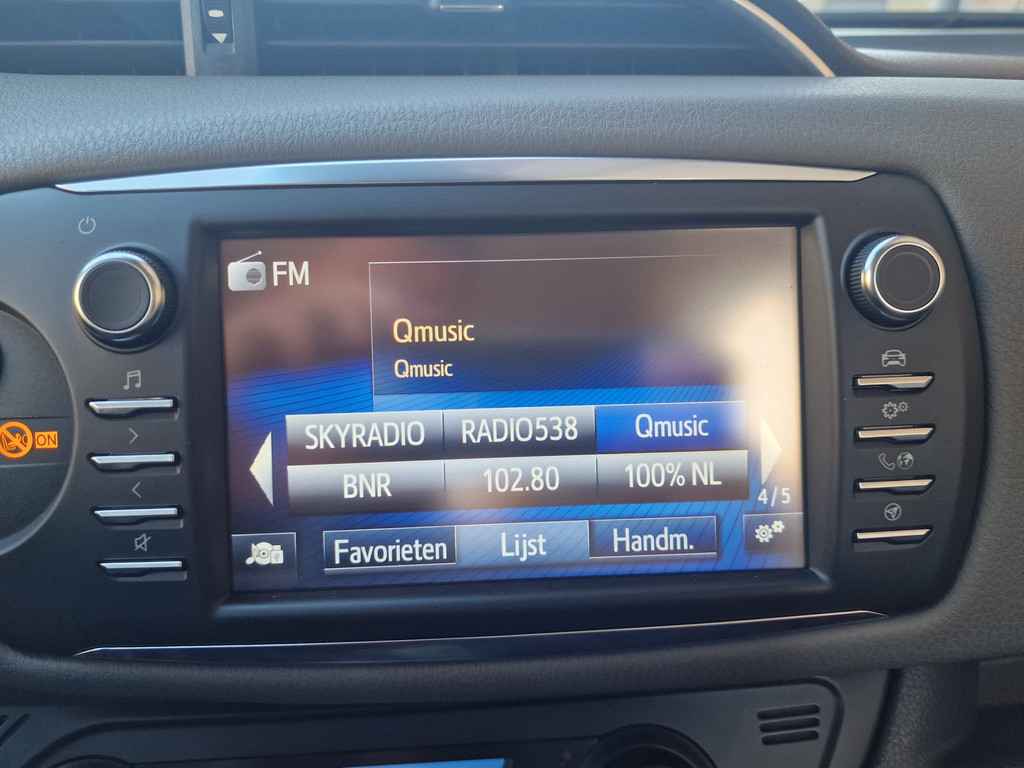 FM
Qmusic
Qmusic
SKYRADIO RADIO538 Qmusic
BNR 102.80 100% NL
4/5
Favorieten Lijst Handm.
ON